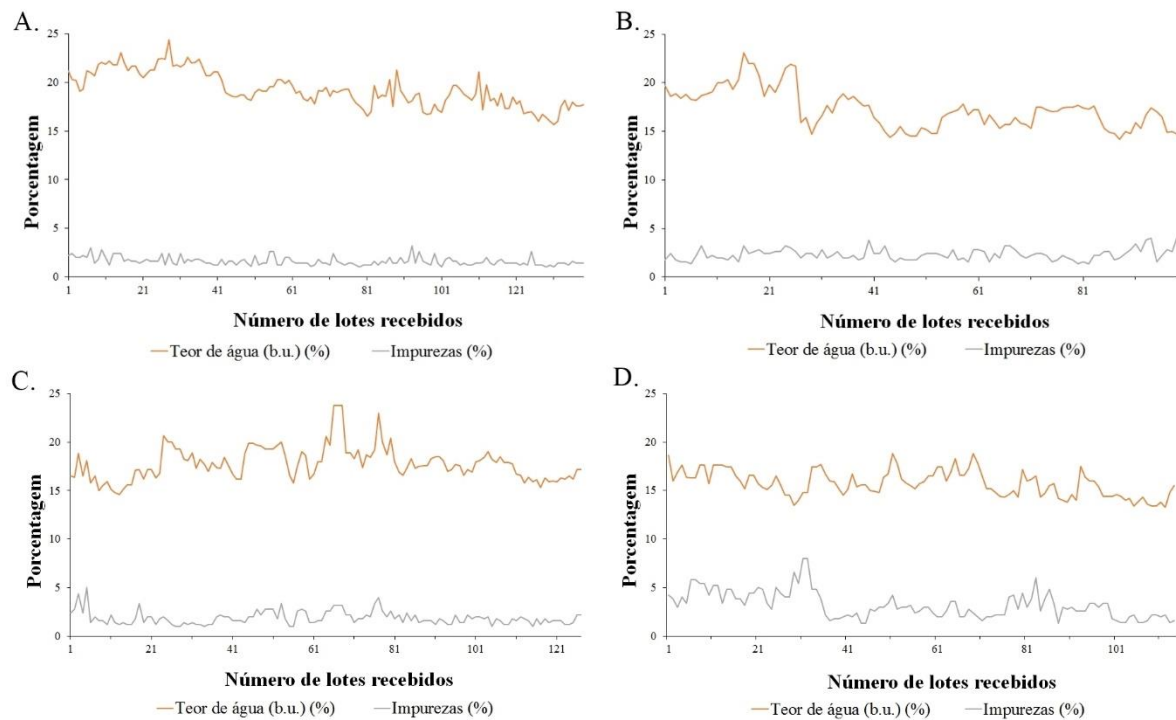 A.
25
20
15
10
5
0
Porcentagem
1 21 41 61 81 101 121
Número de lotes recebidos
Teor de água (b.u.) (%) Impurezas (%)
B.
25
20
15
10
5
0
Porcentagem
1 21 41 61 81
Número de lotes recebidos
Teor de água (b.u.) (%) Impurezas (%)
C.
25
20
15
10
5
0
Porcentagem
1 21 41 61 81 101 121
Número de lotes recebidos
Teor de água (b.u.) (%) Impurezas (%)
D.
25
20
15
10
5
0
Porcentagem
1 21 41 61 81 101
Número de lotes recebidos
Teor de água (b.u.) (%) Impurezas (%)